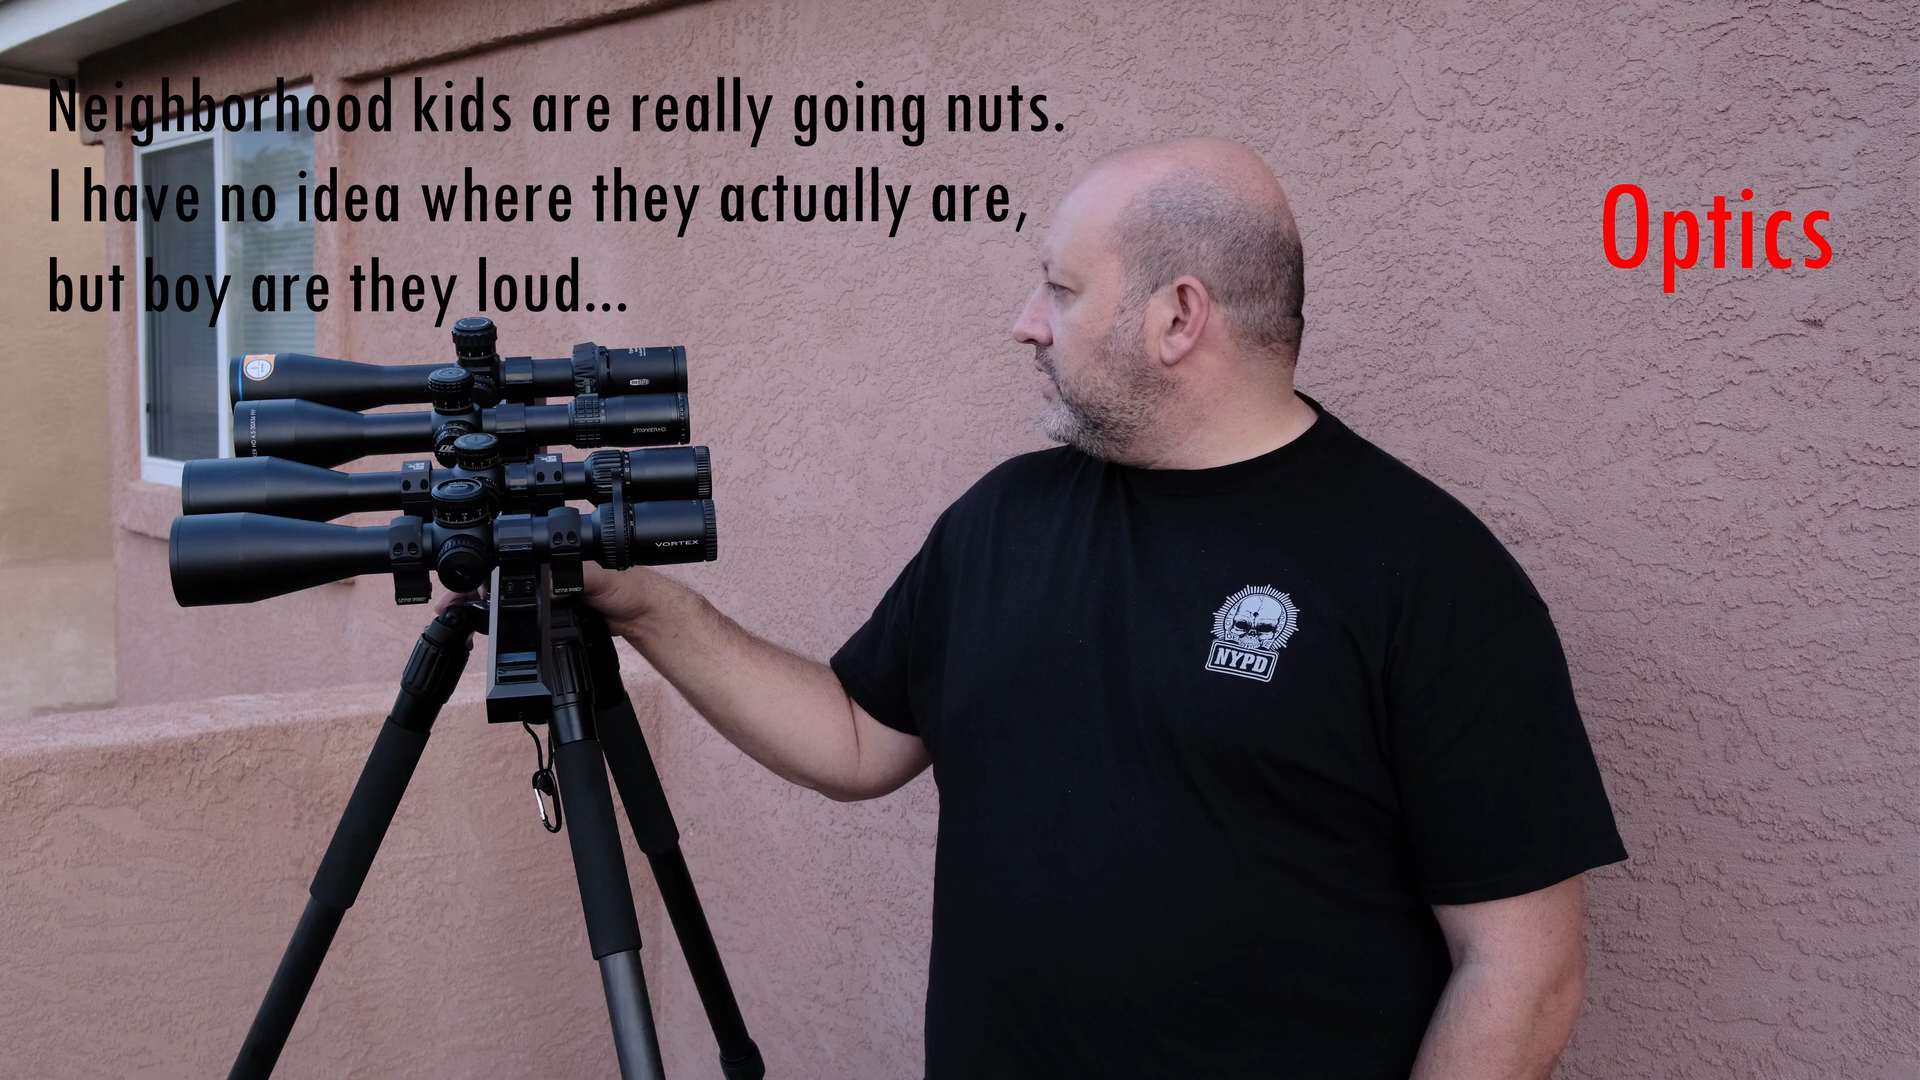 Neighborhood kids are really going nuts.
I have no idea where they actually are,
but boy are they loud...
Optics
STRYKER HD
VORTEX
NYPD